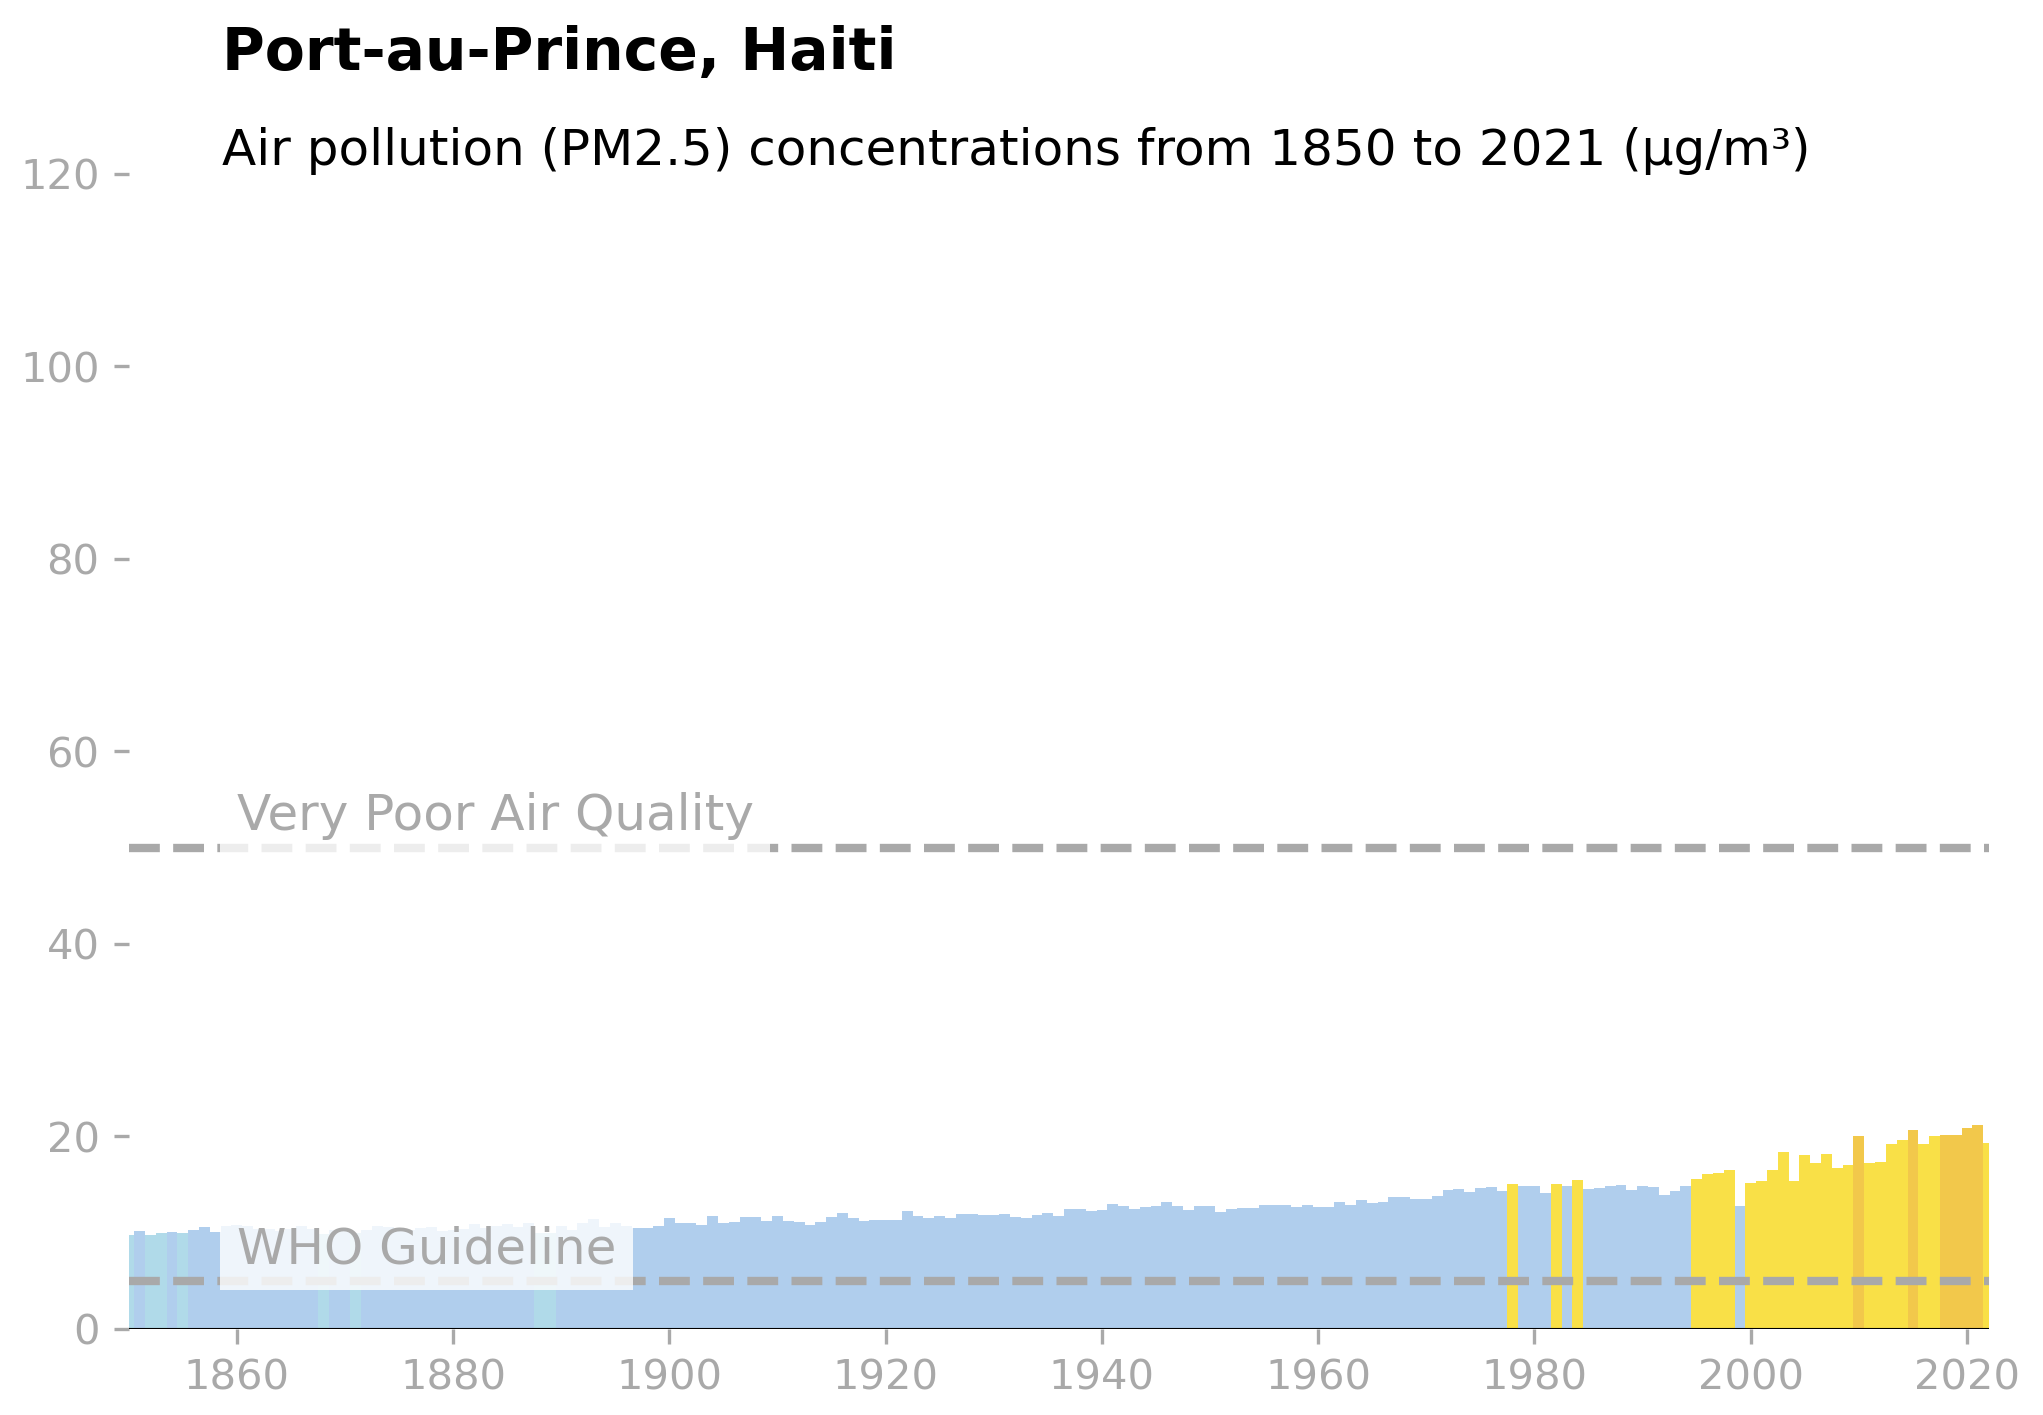 Port-au-Prince, Haiti
Air pollution (PM2.5) concentrations from 1850 to 2021 (µg/m³)
120
100
80
60
Very Poor Air Quality
40
20
WHO Guideline
0
1860 1880 1900 1920 1940 1960 1980 2000 2020